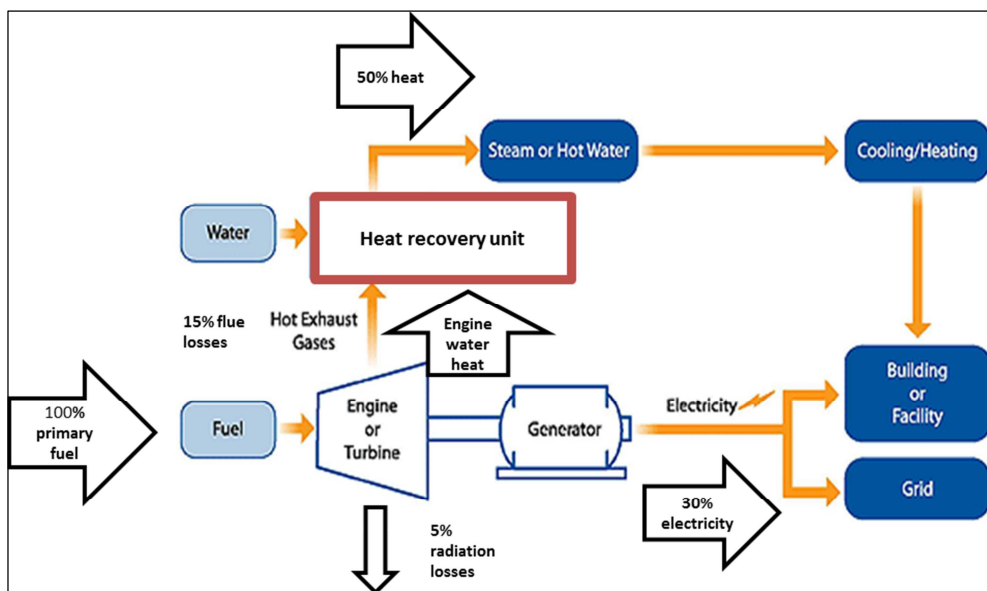 50% heat
Steam or Hot Water
Cooling/Heating
Water
Heat recovery unit
15% flue
losses
Hot Exhaust
Gases
Engine
water
heat
100%
primary
fuel
Fuel
Engine
or
Turbine
Generator
Electricity
Building
or
Facility
Grid
30%
electricity
5%
radiation
losses